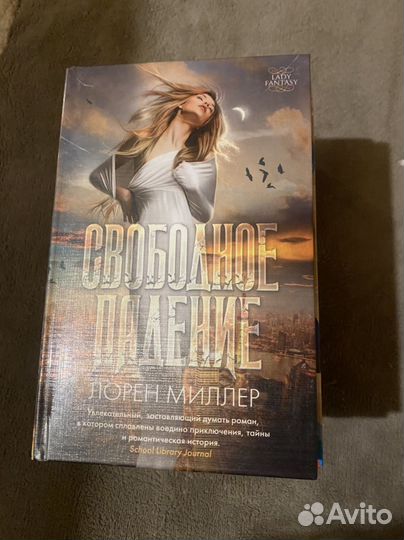 LADY
FANTASY
СВОБОДНОЕ
ПАДЕНИЕ
ЛОРЕН МИЛЛЕР
Увлекательный, заставляющий думать роман,
в котором сплавлены воедино приключения, тайны
и романтическая история.
School Library Journal
Avito